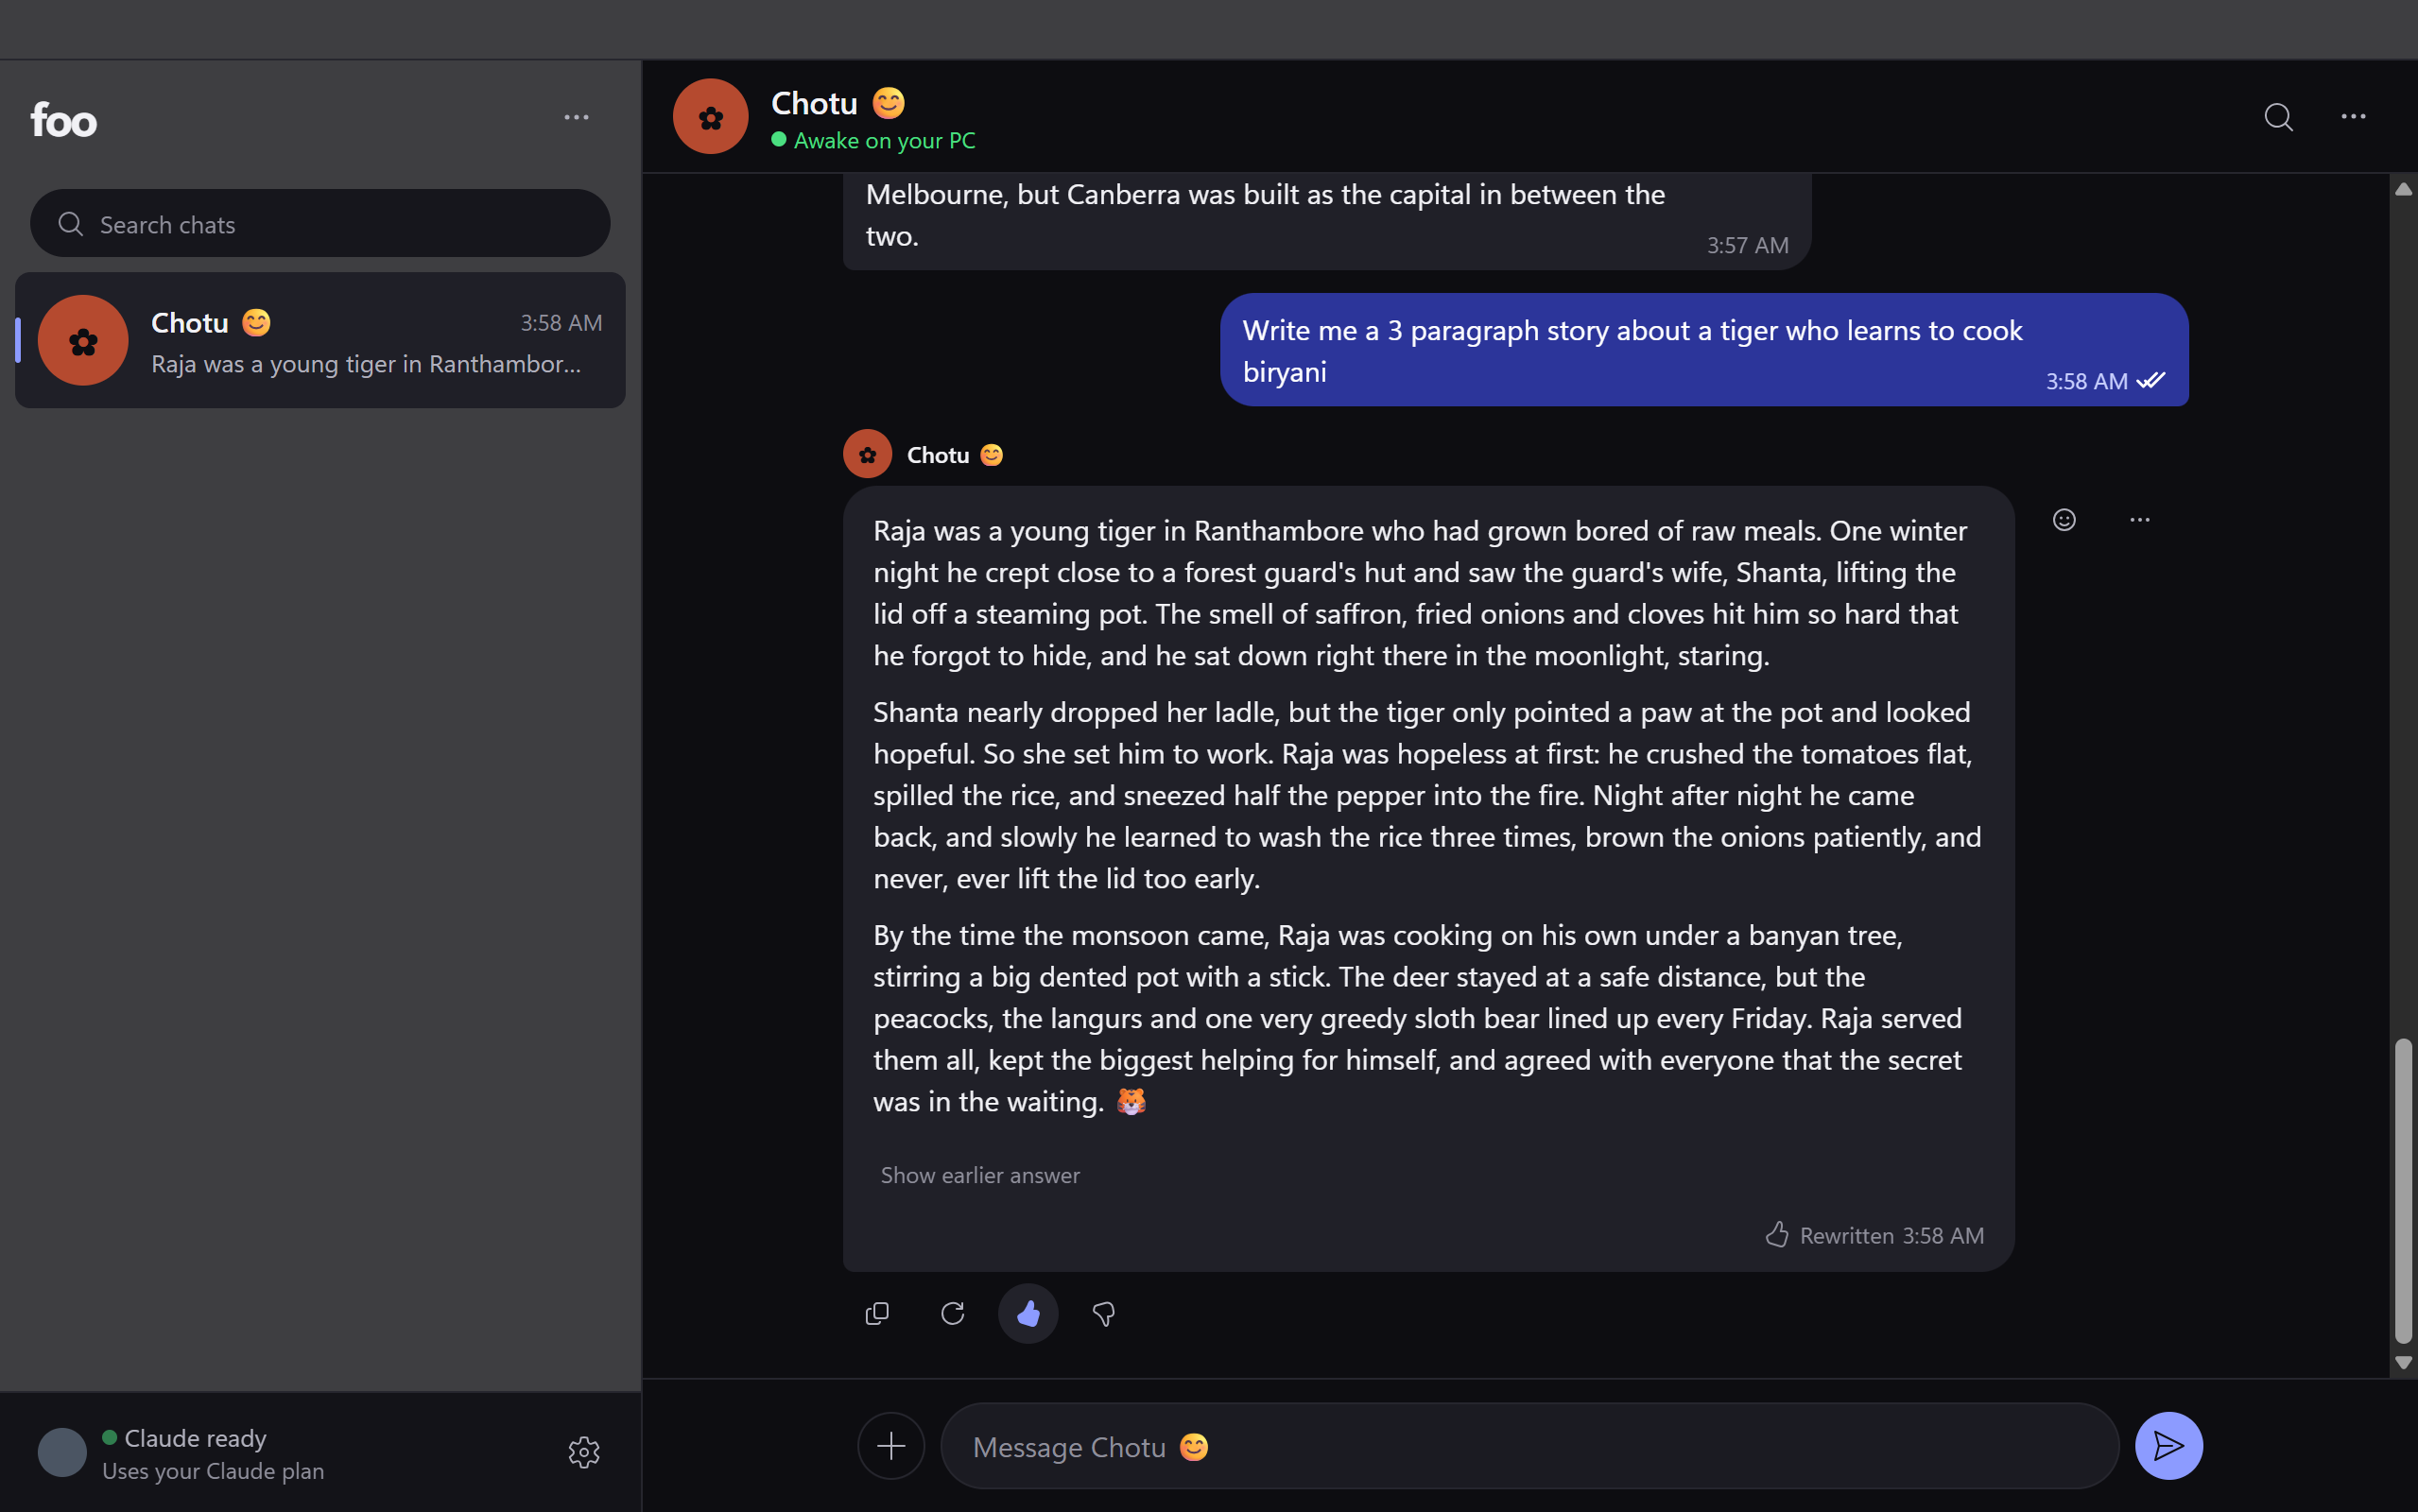 foo
Search chats
Chotu 😊
3:58 AM
Raja was a young tiger in Ranthambor...
Claude ready
Uses your Claude plan
Chotu 😊
Awake on your PC
Melbourne, but Canberra was built as the capital in between the
two.
3:57 AM
Write me a 3 paragraph story about a tiger who learns to cook
biryani
3:58 AM
Chotu 😊
Raja was a young tiger in Ranthambore who had grown bored of raw meals. One winter
night he crept close to a forest guard's hut and saw the guard's wife, Shanta, lifting the
lid off a steaming pot. The smell of saffron, fried onions and cloves hit him so hard that
he forgot to hide, and he sat down right there in the moonlight, staring.
Shanta nearly dropped her ladle, but the tiger only pointed a paw at the pot and looked
hopeful. So she set him to work. Raja was hopeless at first: he crushed the tomatoes flat,
spilled the rice, and sneezed half the pepper into the fire. Night after night he came
back, and slowly he learned to wash the rice three times, brown the onions patiently, and
never, ever lift the lid too early.
By the time the monsoon came, Raja was cooking on his own under a banyan tree,
stirring a big dented pot with a stick. The deer stayed at a safe distance, but the
peacocks, the langurs and one very greedy sloth bear lined up every Friday. Raja served
them all, kept the biggest helping for himself, and agreed with everyone that the secret
was in the waiting. 🐯
Show earlier answer
Rewritten 3:58 AM
Message Chotu 😊